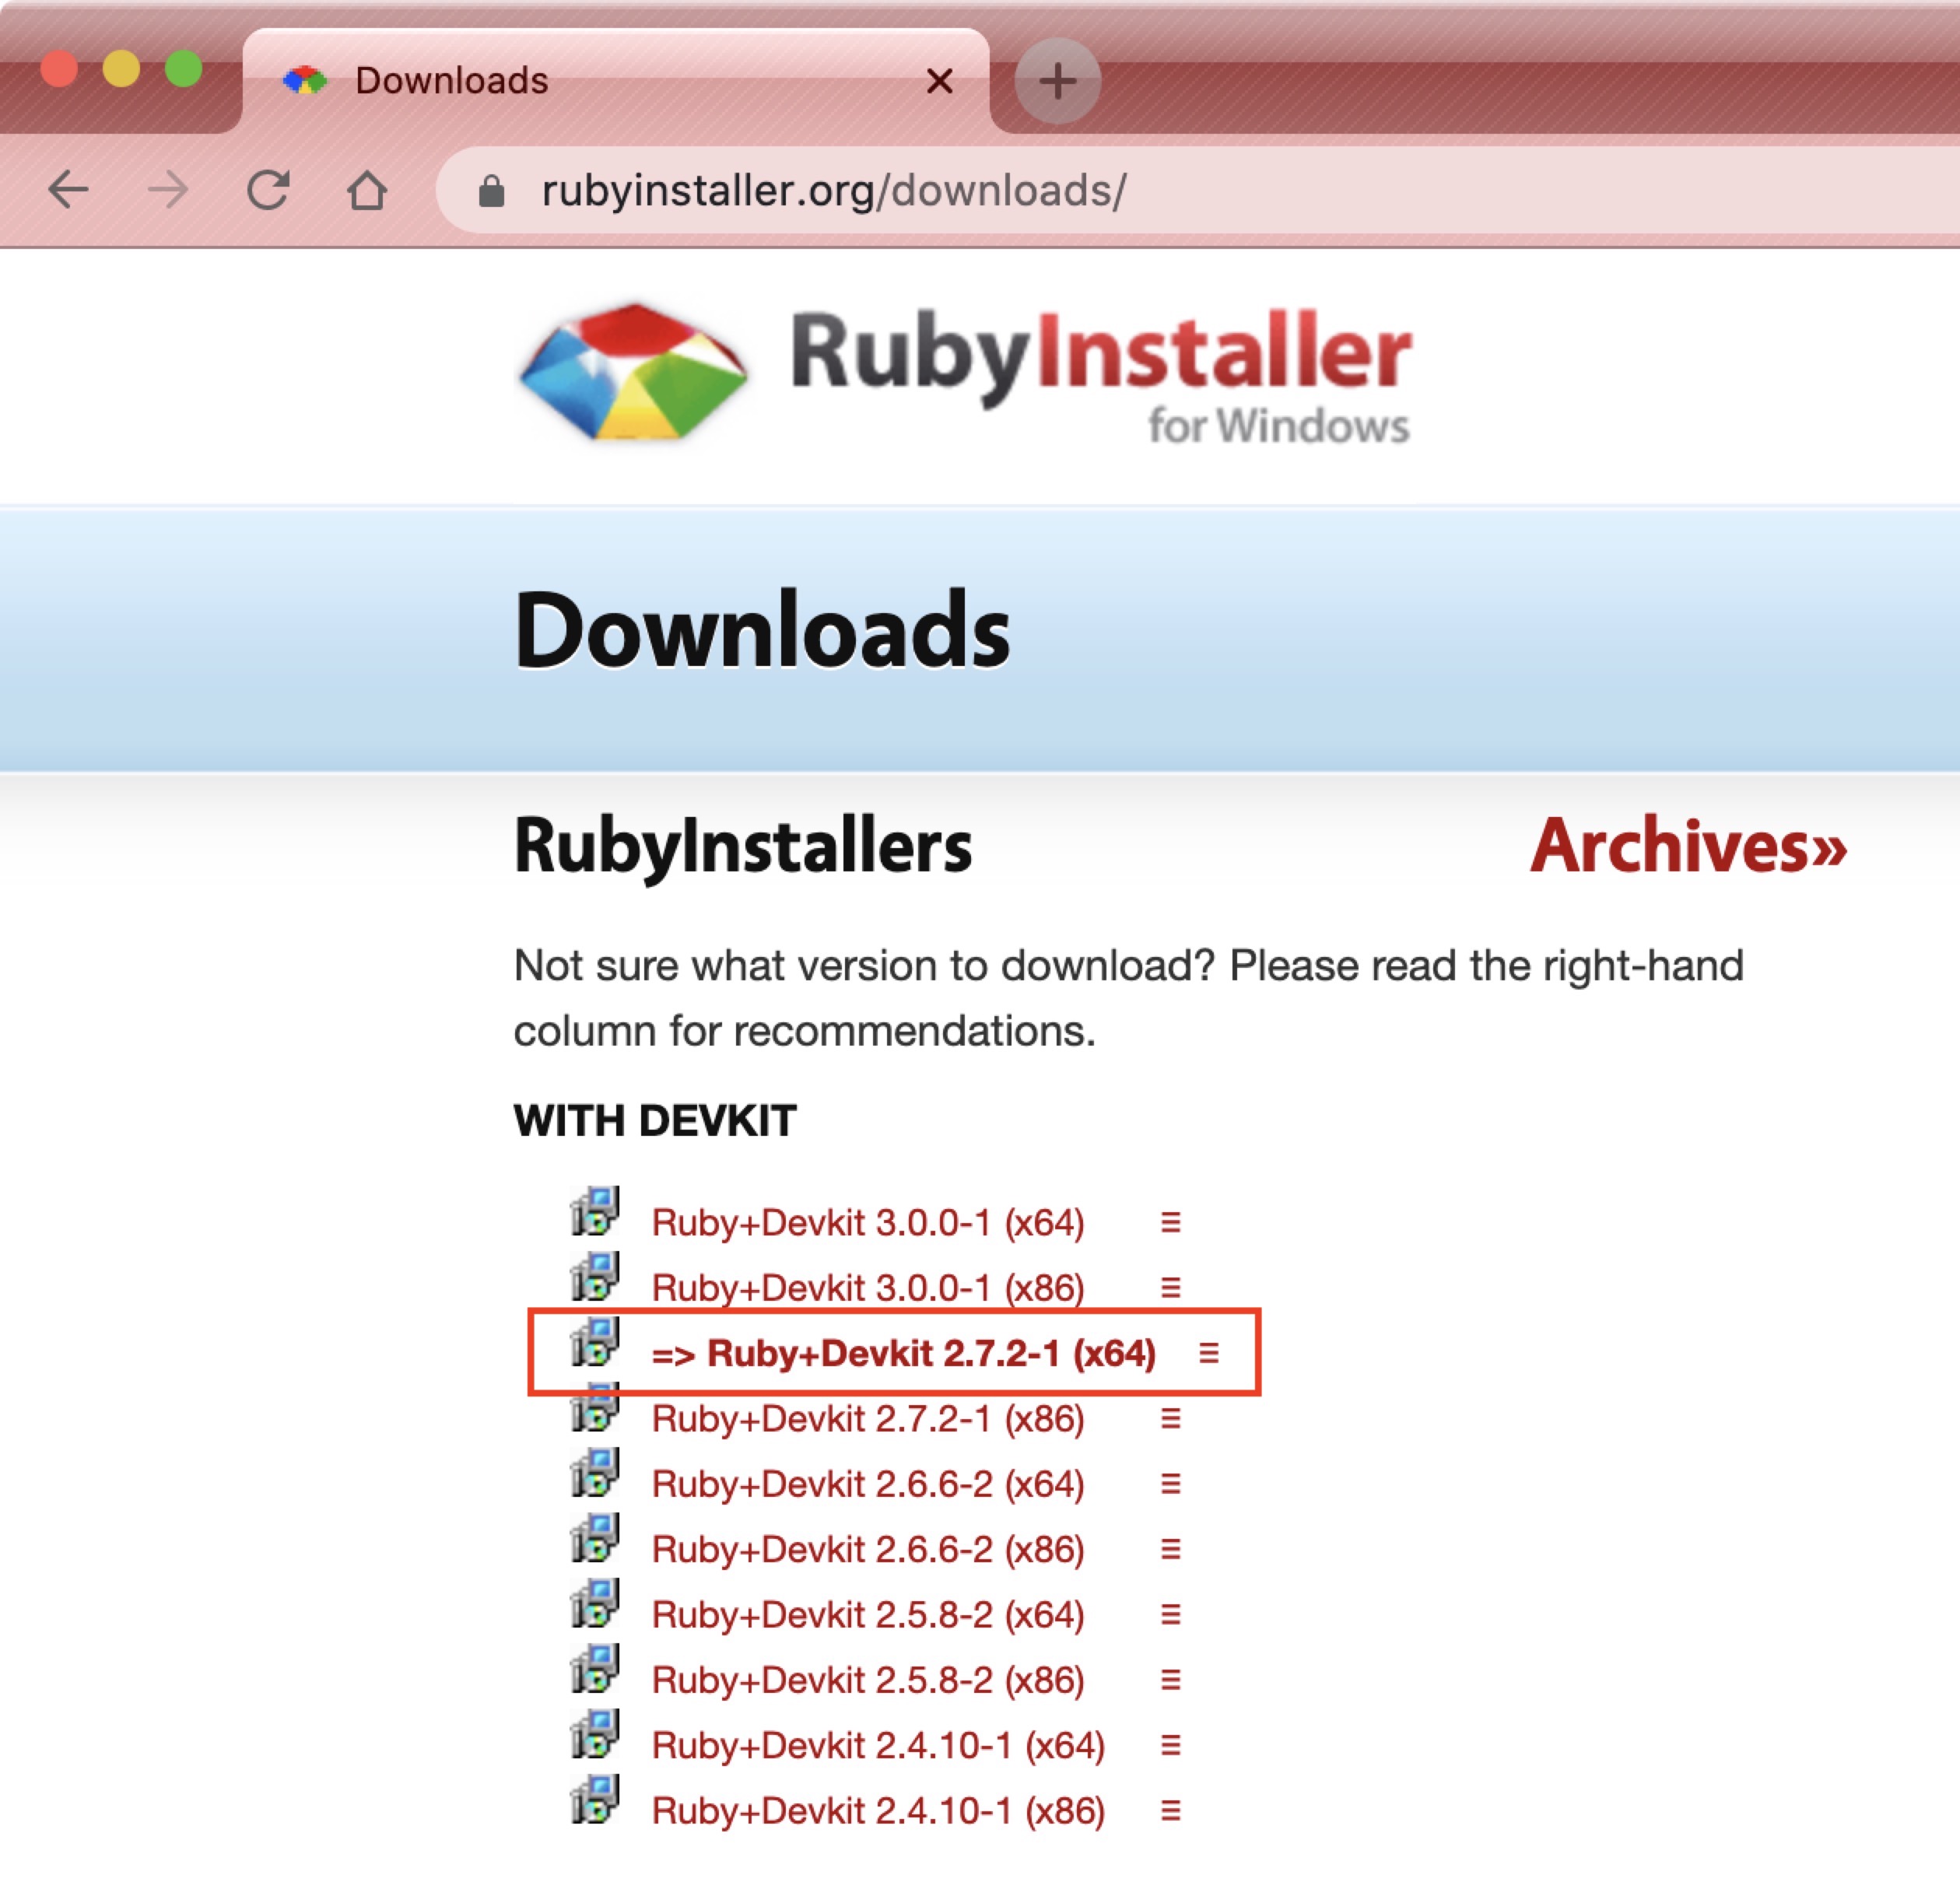 Downloads
rubyinstaller.org/downloads/
RubyInstaller
for Windows
Downloads
RubyInstallers
Archives»
Not sure what version to download? Please read the right-hand
column for recommendations.
WITH DEVKIT
Ruby+Devkit 3.0.0-1 (x64)
Ruby+Devkit 3.0.0-1 (x86)
=> Ruby+Devkit 2.7.2-1 (x64)
Ruby+Devkit 2.7.2-1 (x86)
Ruby+Devkit 2.6.6-2 (x64)
Ruby+Devkit 2.6.6-2 (x86)
Ruby+Devkit 2.5.8-2 (x64)
Ruby+Devkit 2.5.8-2 (x86)
Ruby+Devkit 2.4.10-1 (x64)
Ruby+Devkit 2.4.10-1 (x86)